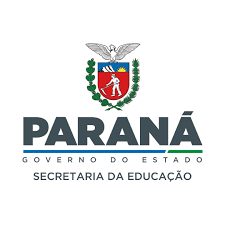 PARANÁ
GOVERNO DO ESTADO
SECRETARIA DA EDUCAÇÃO